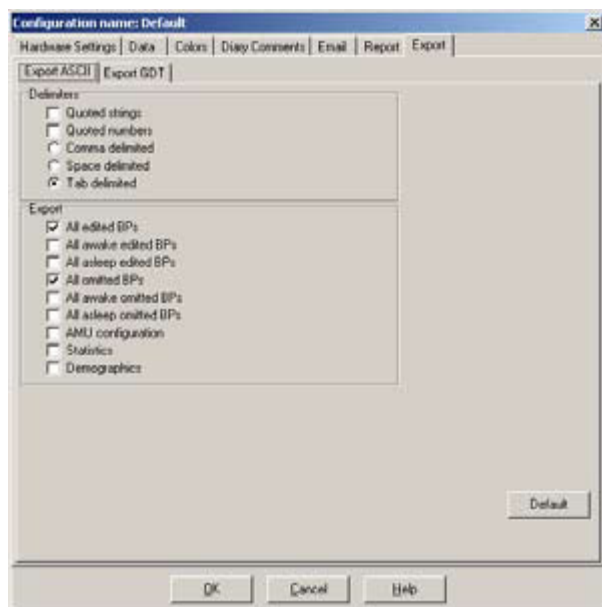 Configuration name: Default
Hardware Settings Data Colors Diary Comments Email Report Export
Export ASCII Export GDT
Delimiters
Quoted strings
Quoted numbers
Comma delimited
Space delimited
Tab delimited
Export
All edited BPs
All awake edited BPs
All asleep edited BPs
All omitted BPs
All awake omitted BPs
All asleep omitted BPs
AMU configuration
Statistics
Demographics
Default
OK Cancel Help